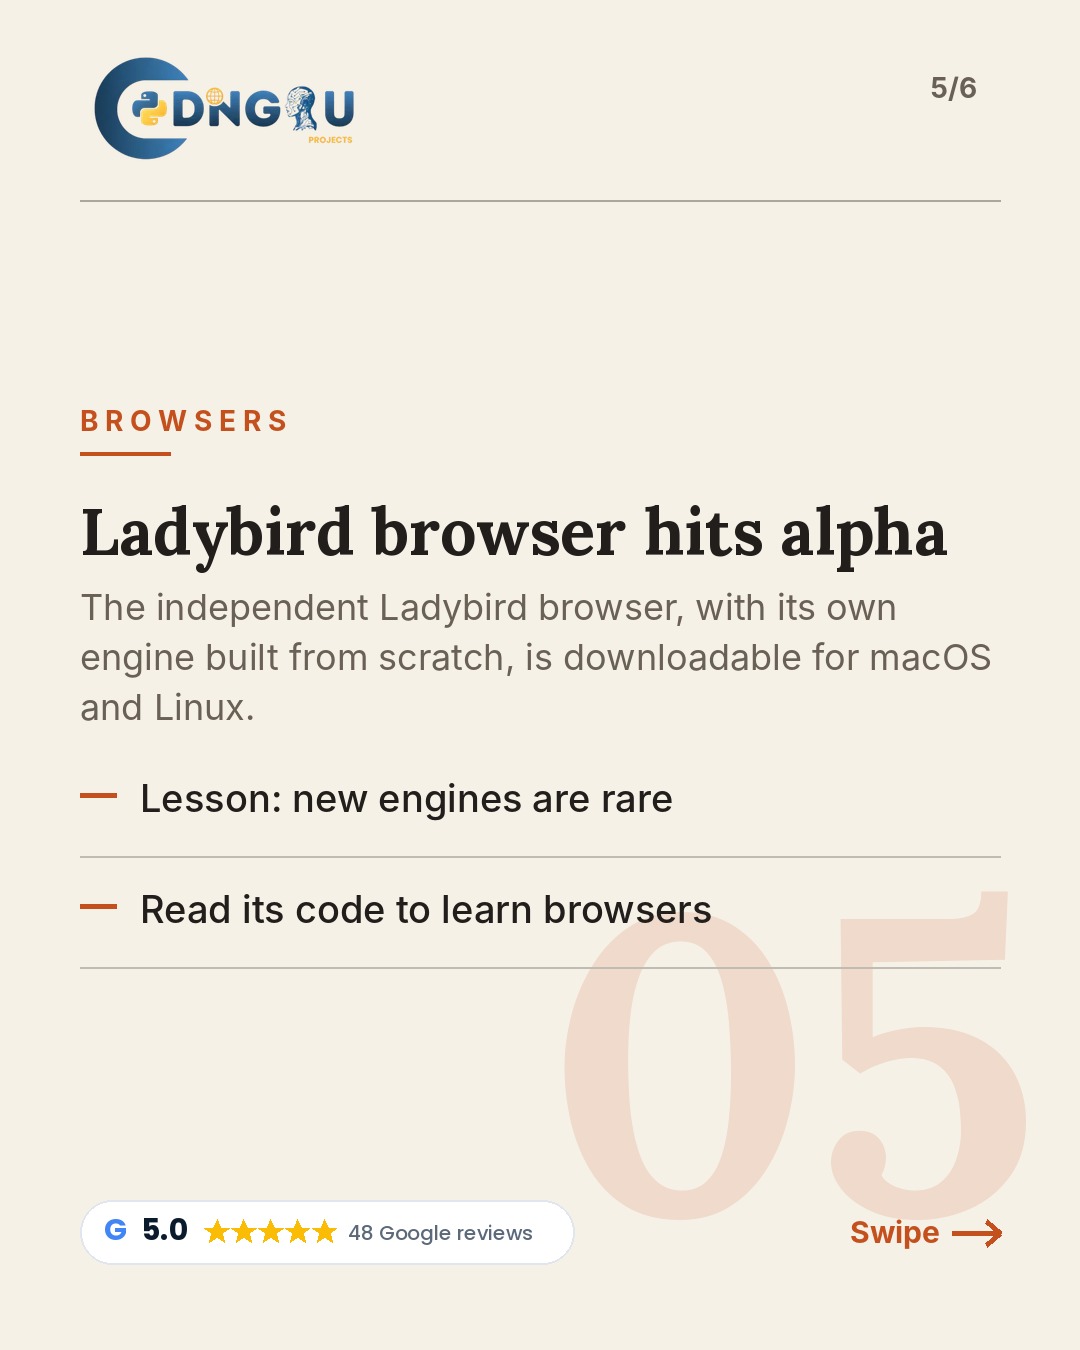 CDNGU
PROJECTS
5/6
BROWSERS
Ladybird browser hits alpha
The independent Ladybird browser, with its own
engine built from scratch, is downloadable for macOS
and Linux.
Lesson: new engines are rare
Read its code to learn browsers
05
G 5.0 48 Google reviews
Swipe